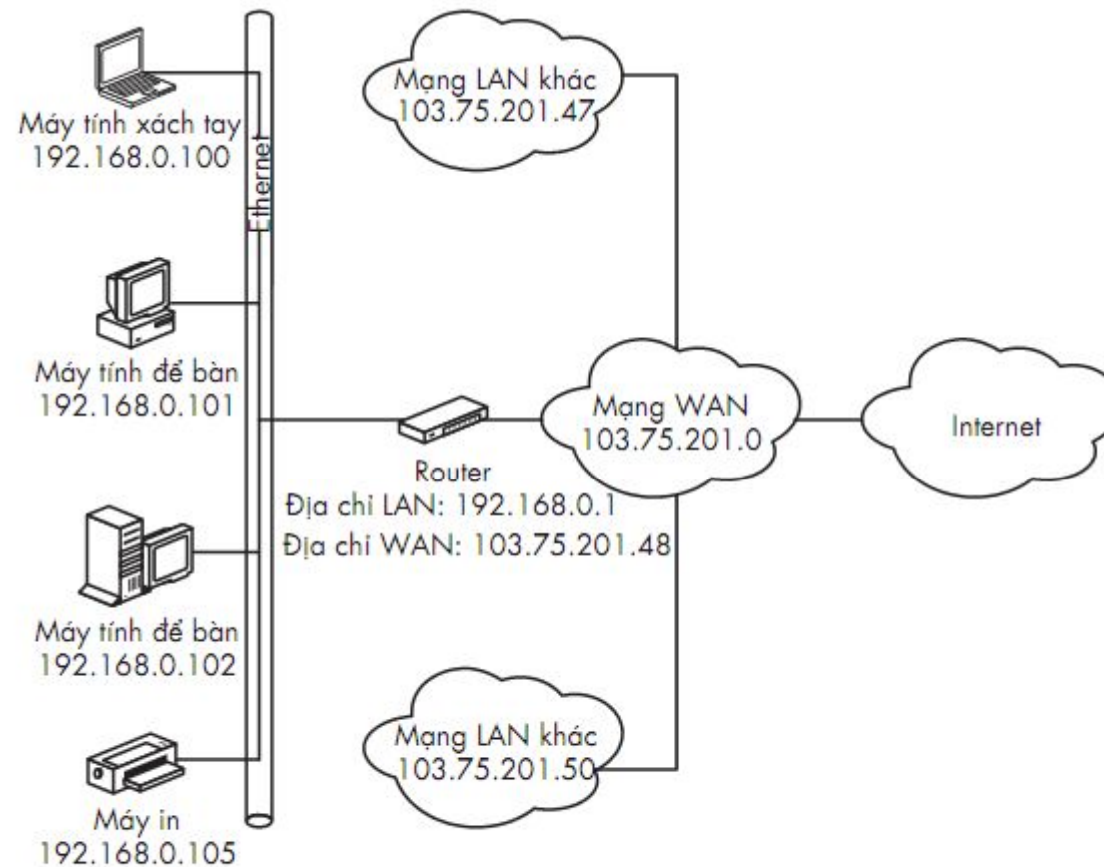 Máy tính xách tay
192.168.0.100
Ethernet
Máy tính để bàn
192.168.0.101
Máy tính để bàn
192.168.0.102
Máy in
192.168.0.105
Mạng LAN khác
103.75.201.47
Router
Địa chỉ LAN: 192.168.0.1
Địa chỉ WAN: 103.75.201.48
Mạng WAN
103.75.201.0
Internet
Mạng LAN khác
103.75.201.50